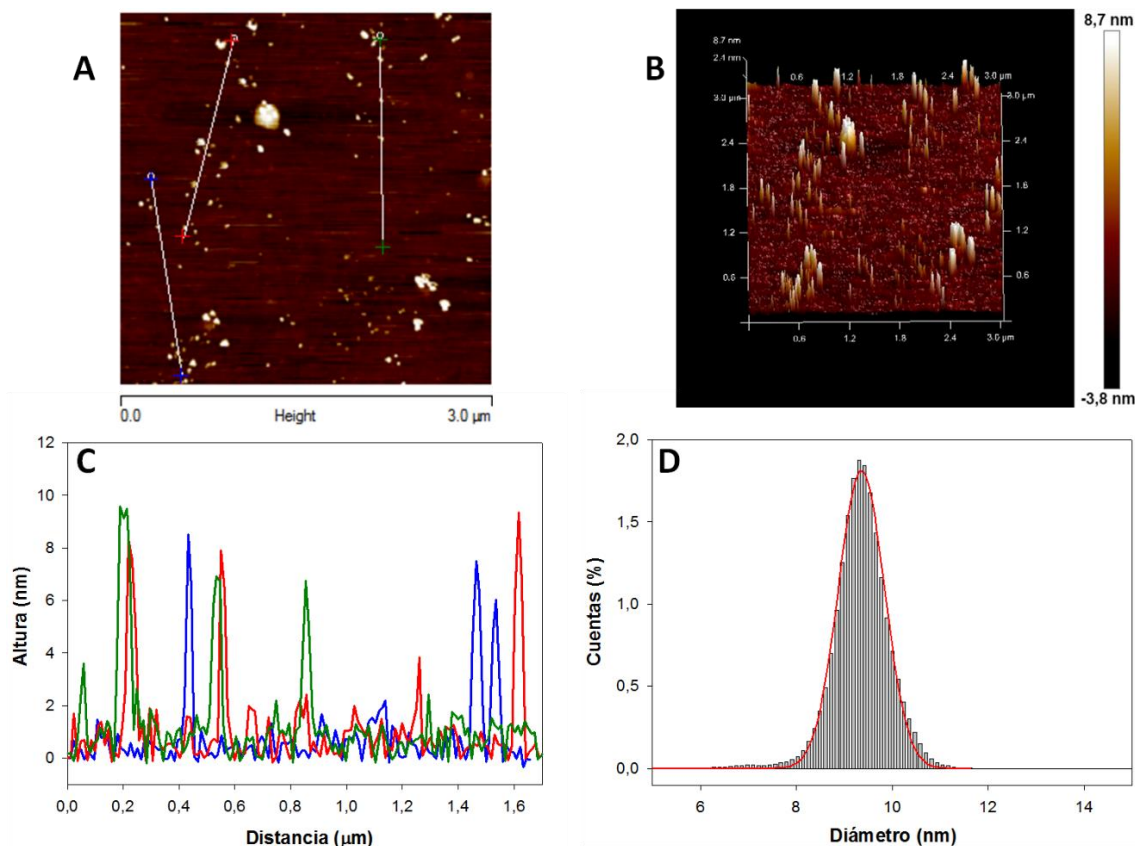 A
0.0 Height 3.0 µm
B
8,7 nm
8.7 nm
2.4 nm
0.6 1.2 1.8 2.4 3.0 µm
3.0 µm 3.0 µm
2.4 2.4
1.8 1.8
1.2 1.2
0.6 0.6
0.6 1.2 1.8 2.4 3.0 µm
-3,8 nm
C
Altura (nm)
12
10
8
6
4
2
0
0,0 0,2 0,4 0,6 0,8 1,0 1,2 1,4 1,6
Distancia (µm)
D
Cuentas (%)
2,0
1,5
1,0
0,5
0,0
6 8 10 12 14
Diámetro (nm)